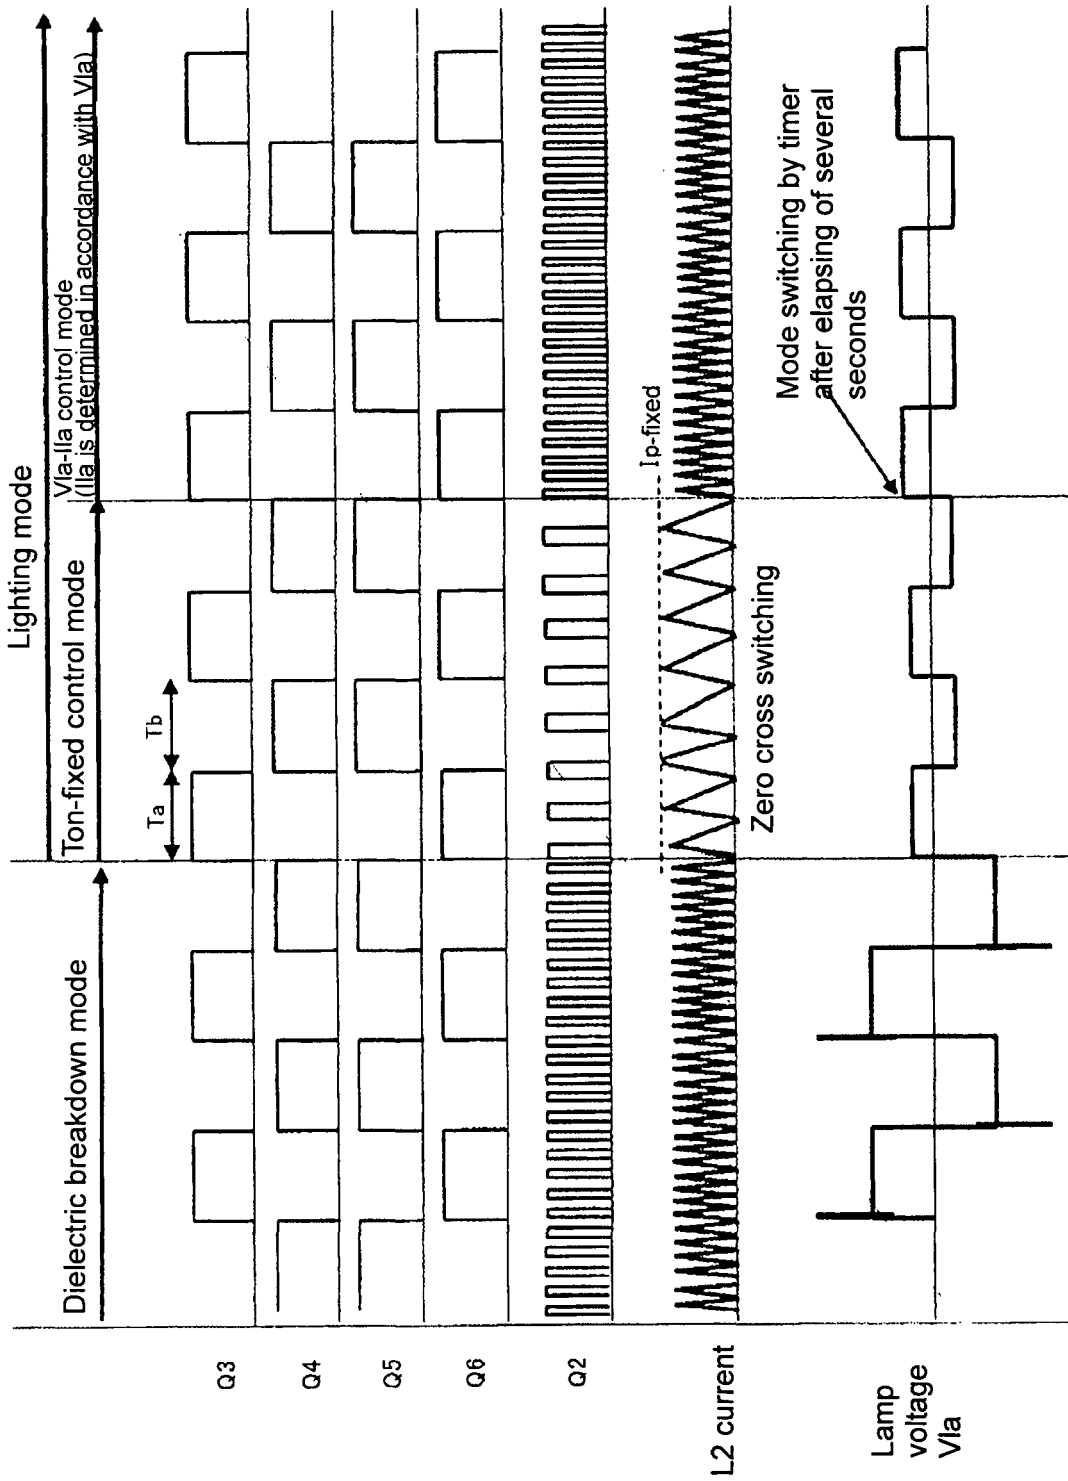 Lighting mode
Dielectric breakdown mode
Ton-fixed control mode
Vla-Ila control mode
(Ila is determined in accordance with Vla)
Ta
Tb
Q3
Q4
Q5
Q6
Q2
L2 current
Ip-fixed
Zero cross switching
Lamp
voltage
Vla
Mode switching by timer
after elapsing of several
seconds